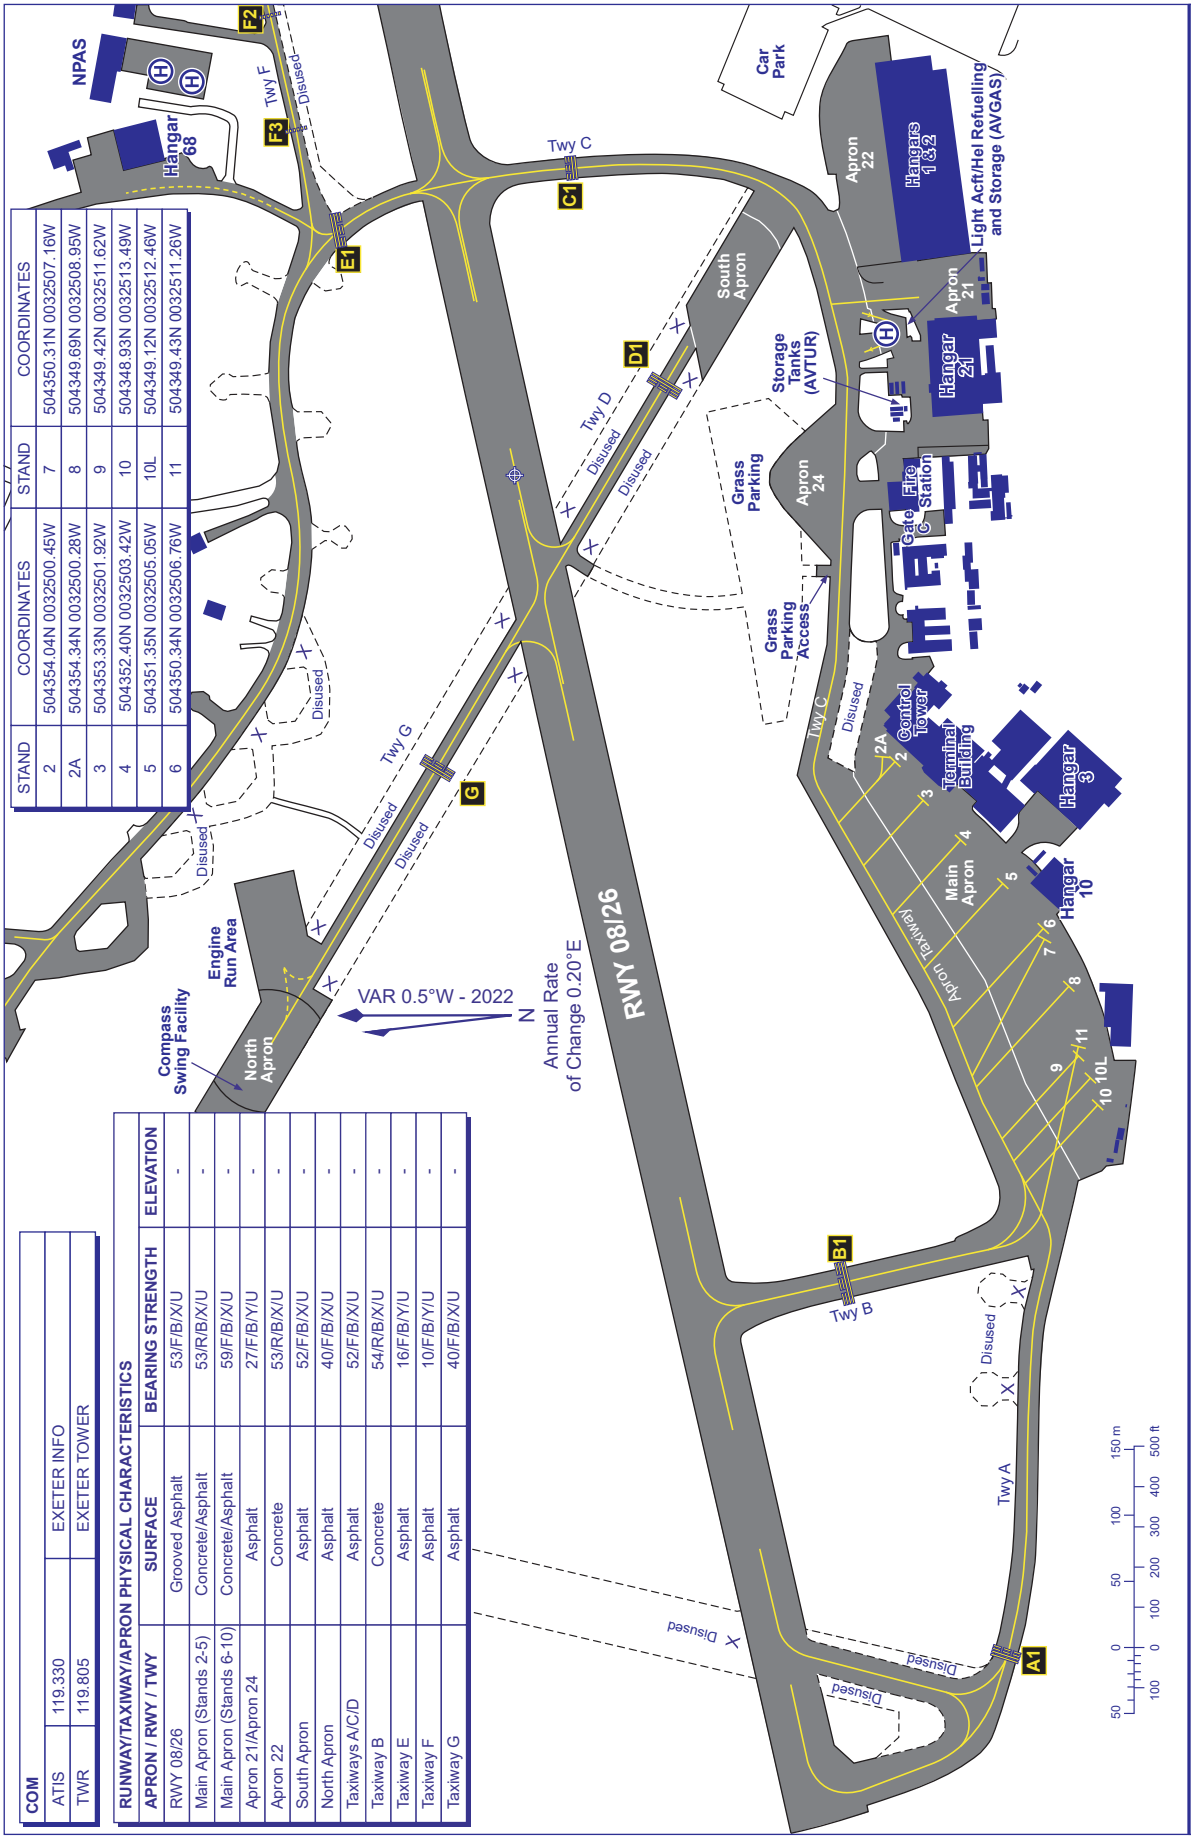 COM
ATIS 119.330 EXETER INFO
TWR 119.805 EXETER TOWER
RUNWAY/TAXIWAY/APRON PHYSICAL CHARACTERISTICS
APRON / RWY / TWY SURFACE BEARING STRENGTH ELEVATION
RWY 08/26 Grooved Asphalt 53/F/B/X/U -
Main Apron (Stands 2-5) Concrete/Asphalt 53/R/B/X/U -
Main Apron (Stands 6-10) Concrete/Asphalt 59/F/B/X/U -
Apron 21/Apron 24 Asphalt 27/F/B/Y/U -
Apron 22 Concrete 53/R/B/X/U -
South Apron Asphalt 52/F/B/X/U -
North Apron Asphalt 40/F/B/X/U -
Taxiways A/C/D Asphalt 52/F/B/X/U -
Taxiway B Concrete 54/R/B/X/U -
Taxiway E Asphalt 16/F/B/Y/U -
Taxiway F Asphalt 10/F/B/Y/U -
Taxiway G Asphalt 40/F/B/X/U -
STAND COORDINATES STAND COORDINATES
2 504354.04N 0032500.45W 7 504350.31N 0032507.16W
2A 504354.34N 0032500.28W 8 504349.69N 0032508.95W
3 504353.33N 0032501.92W 9 504349.42N 0032511.62W
4 504352.40N 0032503.42W 10 504348.93N 0032513.49W
5 504351.35N 0032505.05W 10L 504349.12N 0032512.46W
6 504350.34N 0032506.76W 11 504349.43N 0032511.26W
NPAS
H
H
Hangar
68
F2
Twy F
Disused
F3
E1
Disused
X
X
X
Disused
Engine
Run Area
Compass
Swing Facility
North
Apron
X
X
Disused
Disused
Twy G
G
X
X
VAR 0.5°W - 2022
N
Annual Rate
of Change 0.20°E
RWY 08/26
X
X
Disused
Disused
Twy D
D1
X
X
South
Apron
Twy C
C1
Car
Park
Apron
22
Hangars
1 & 2
Light Acft/Hel Refuelling
and Storage (AVGAS)
Apron
21
Hangar
21
H
Storage
Tanks
(AVTUR)
Grass
Parking
Apron
24
Fire
Station
Gate
C
Grass
Parking
Access
Twy C
Disused
Control
Tower
Terminal
Building
Hangar
3
Hangar
10
2A
2
3
4
5
6
7
8
9
11
10L
10
Main
Apron
Apron Taxiway
B1
Twy B
Disused
X
X
Twy A
A1
Disused
X
Disused
Disused
50 0 50 100 150 m
100 0 100 200 300 400 500 ft